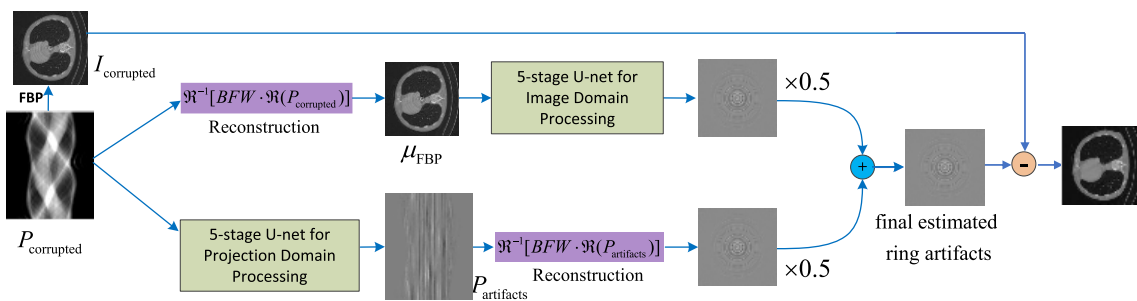 I_corrupted
FBP
P_corrupted
ℜ⁻¹[BFW·ℜ(P_corrupted)]
Reconstruction
μ_FBP
5-stage U-net for
Image Domain
Processing
×0.5
5-stage U-net for
Projection Domain
Processing
P_artifacts
ℜ⁻¹[BFW·ℜ(P_artifacts)]
Reconstruction
×0.5
+
final estimated
ring artifacts
-